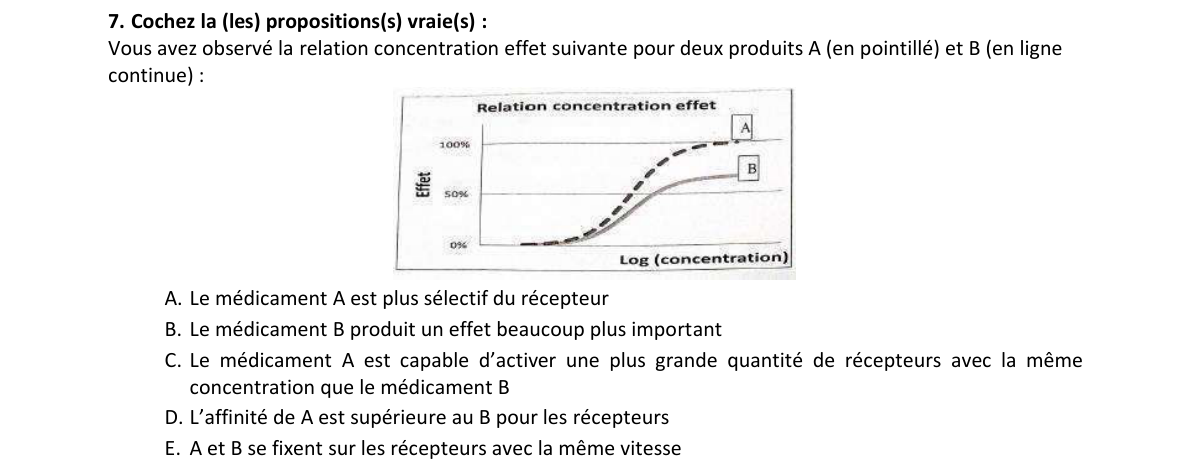 7. Cochez la (les) propositions(s) vraie(s) :
Vous avez observé la relation concentration effet suivante pour deux produits A (en pointillé) et B (en ligne
continue) :
Relation concentration effet
A
100%
B
Effet
50%
0%
Log (concentration)
A. Le médicament A est plus sélectif du récepteur
B. Le médicament B produit un effet beaucoup plus important
C. Le médicament A est capable d’activer une plus grande quantité de récepteurs avec la même
concentration que le médicament B
D. L’affinité de A est supérieure au B pour les récepteurs
E. A et B se fixent sur les récepteurs avec la même vitesse